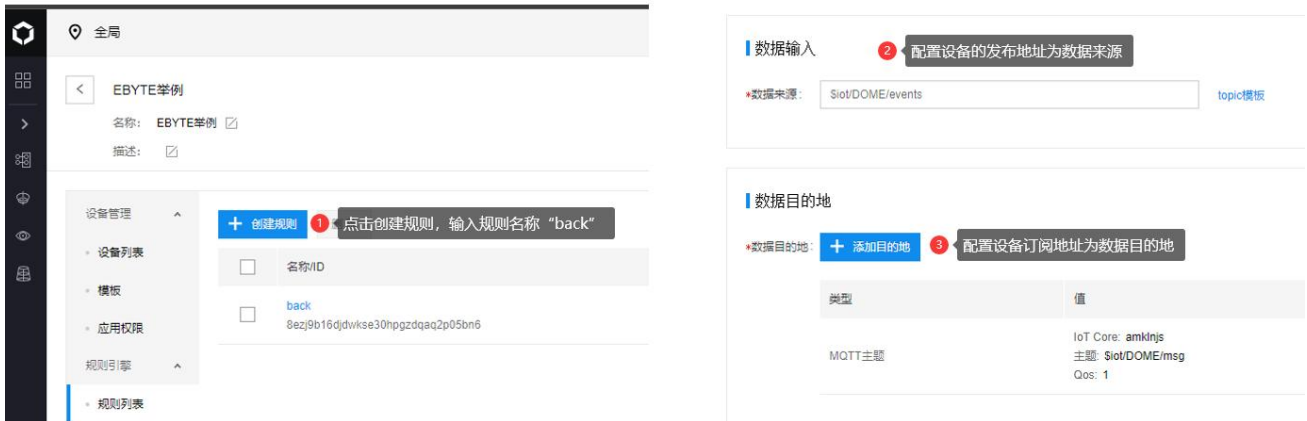 全局
EBYTE举例
名称: EBYTE举例
描述:
设备管理
设备列表
模板
应用权限
规则引擎
规则列表
+ 创建规则
1 点击创建规则，输入规则名称“back”
名称/ID
back
8ezj9b16djdwkse30hpgzdqaq2p05bn6
数据输入
2 配置设备的发布地址为数据来源
*数据来源: $iot/DOME/events topic模板
数据目的地
*数据目的地: + 添加目的地
3 配置设备订阅地址为数据目的地
类型 值
MQTT主题
IoT Core: amklnjs
主题: $iot/DOME/msg
Qos: 1